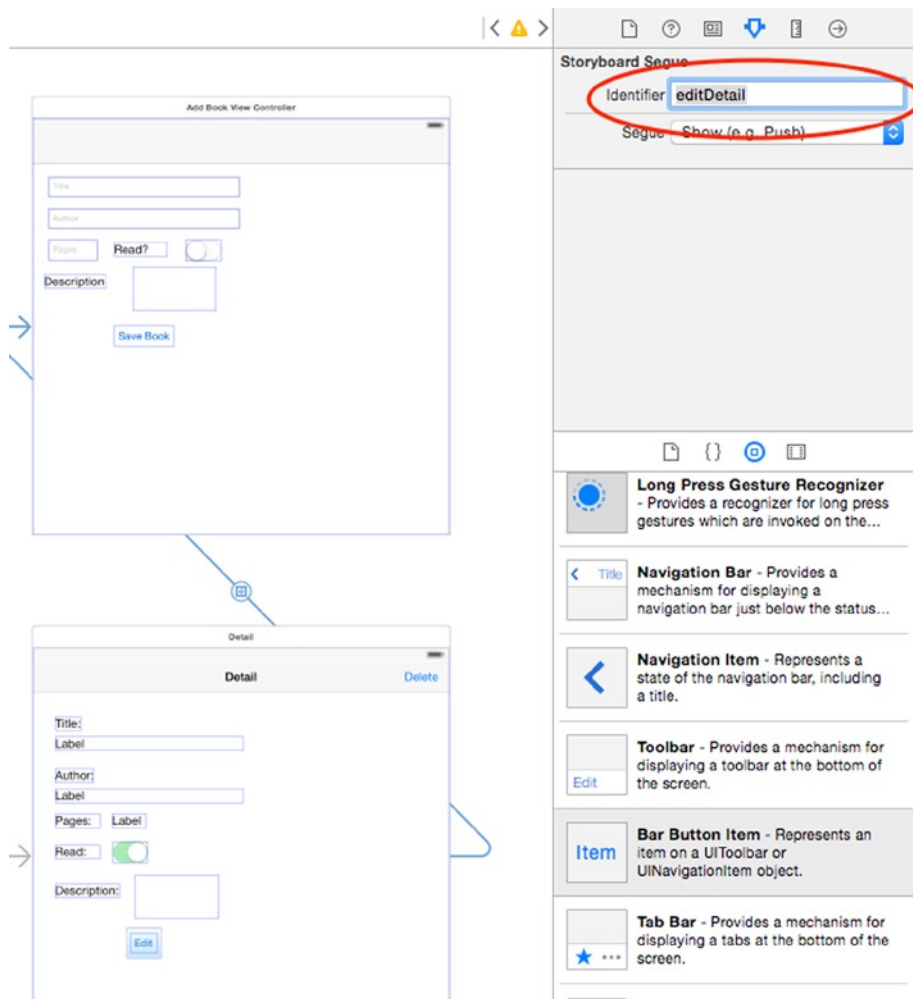 Add Book View Controller
Title
Author
Pages
Read?
Description
Save Book
Detail
Detail
Delete
Title:
Label
Author:
Label
Pages:
Label
Read:
Description:
Edit
Storyboard Segue
Identifier editDetail
Segue Show (e.g. Push)
{}
Long Press Gesture Recognizer
- Provides a recognizer for long press
gestures which are invoked on the...
Title
Navigation Bar - Provides a
mechanism for displaying a
navigation bar just below the status...
Navigation Item - Represents a
state of the navigation bar, including
a title.
Edit
Toolbar - Provides a mechanism for
displaying a toolbar at the bottom of
the screen.
Item
Bar Button Item - Represents an
item on a UIToolbar or
UINavigationItem object.
Tab Bar - Provides a mechanism for
displaying a tabs at the bottom of the
screen.